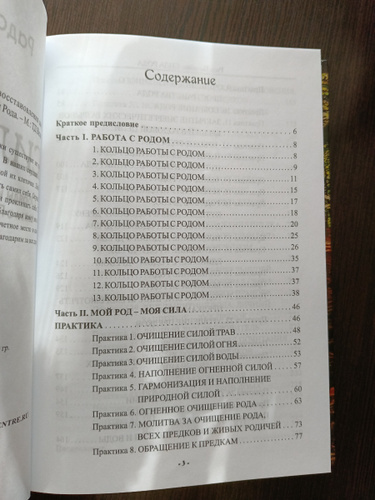 Содержание
Краткое предисловие 6
Часть I. РАБОТА С РОДОМ 8
1. КОЛЬЦО РАБОТЫ С РОДОМ 8
2. КОЛЬЦО РАБОТЫ С РОДОМ 9
3. КОЛЬЦО РАБОТЫ С РОДОМ 11
4. КОЛЬЦО РАБОТЫ С РОДОМ 15
5. КОЛЬЦО РАБОТЫ С РОДОМ 17
6. КОЛЬЦО РАБОТЫ С РОДОМ 18
7. КОЛЬЦО РАБОТЫ С РОДОМ 20
8. КОЛЬЦО РАБОТЫ С РОДОМ 25
9. КОЛЬЦО РАБОТЫ С РОДОМ 26
10. КОЛЬЦО РАБОТЫ С РОДОМ 35
11. КОЛЬЦО РАБОТЫ С РОДОМ 37
12. КОЛЬЦО РАБОТЫ С РОДОМ 37
13. КОЛЬЦО РАБОТЫ С РОДОМ 38
Часть II. МОЙ РОД – МОЯ СИЛА 46
ПРАКТИКА 46
Практика 1. ОЧИЩЕНИЕ СИЛОЙ ТРАВ 48
Практика 2. ОЧИЩЕНИЕ СИЛОЙ ОГНЯ 52
Практика 3. ОЧИЩЕНИЕ СИЛОЙ ВОДЫ 53
Практика 4. НАПОЛНЕНИЕ ОГНЕННОЙ СИЛОЙ 57
Практика 5. ГАРМОНИЗАЦИЯ И НАПОЛНЕНИЕ
ПРИРОДНОЙ СИЛОЙ 60
Практика 6. ОГНЕННОЕ ОЧИЩЕНИЕ РОДА 63
Практика 7. МОЛИТВА ЗА ОЧИЩЕНИЕ РОДА,
ВСЕХ ПРЕДКОВ И ЖИВЫХ РОДИЧЕЙ 73
Практика 8. ОБРАЩЕНИЕ К ПРЕДКАМ 77
- 3 -